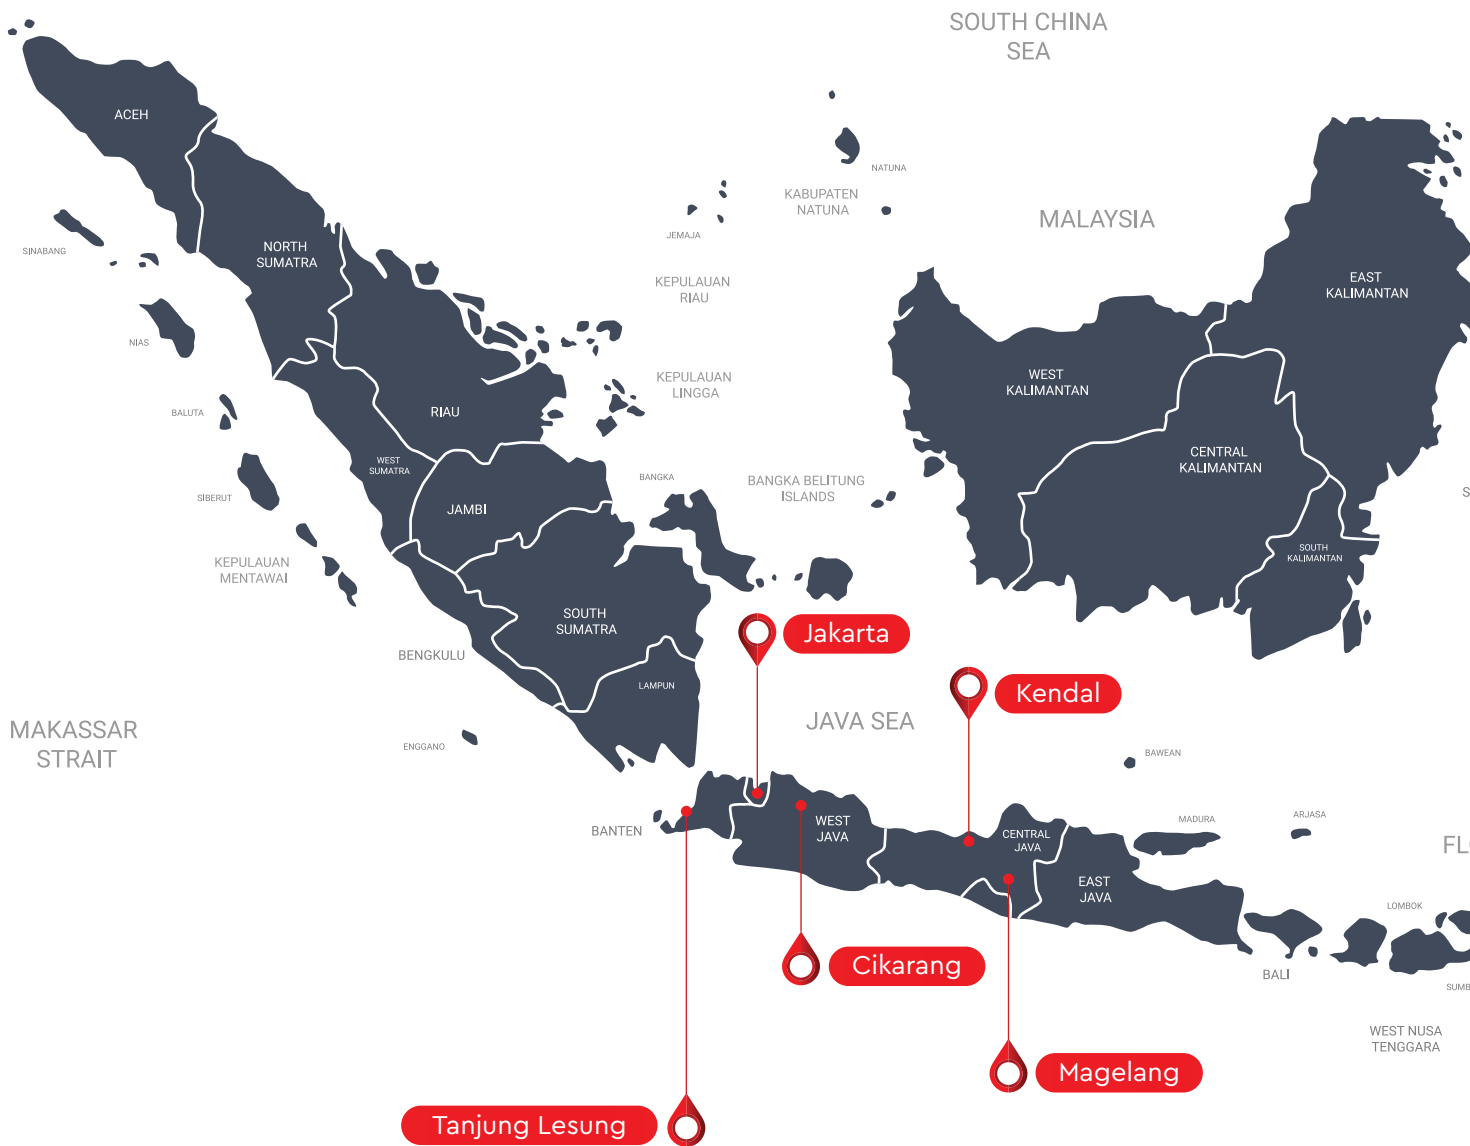 SOUTH CHINA
SEA
ACEH
NATUNA
KABUPATEN
NATUNA
MALAYSIA
JEMAJA
SINABANG
NORTH
SUMATRA
KEPULAUAN
RIAU
EAST
KALIMANTAN
NIAS
KEPULAUAN
LINGGA
WEST
KALIMANTAN
BALUTA
RIAU
WEST
SUMATRA
CENTRAL
KALIMANTAN
BANGKA
BANGKA BELITUNG
ISLANDS
SIBERUT
S
JAMBI
KEPULAUAN
MENTAWAI
SOUTH
KALIMANTAN
SOUTH
SUMATRA
Jakarta
BENGKULU
LAMPUN
Kendal
MAKASSAR
STRAIT
JAVA SEA
ENGGANO
BAWEAN
BANTEN
WEST
JAVA
CENTRAL
JAVA
MADURA
ARJASA
FLO
EAST
JAVA
LOMBOK
Cikarang
BALI
SUMB
WEST NUSA
TENGGARA
Magelang
Tanjung Lesung